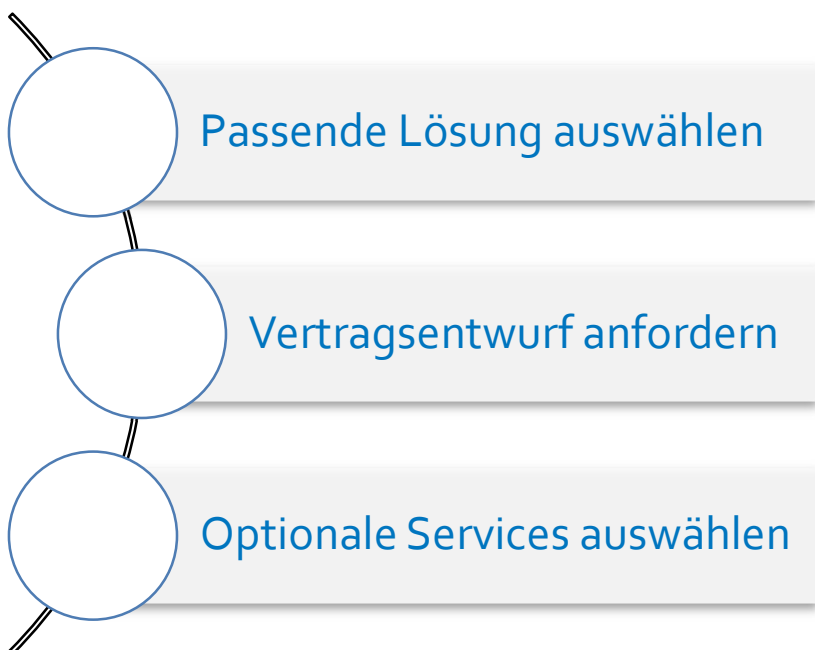 Passende Lösung auswählen
Vertragsentwurf anfordern
Optionale Services auswählen